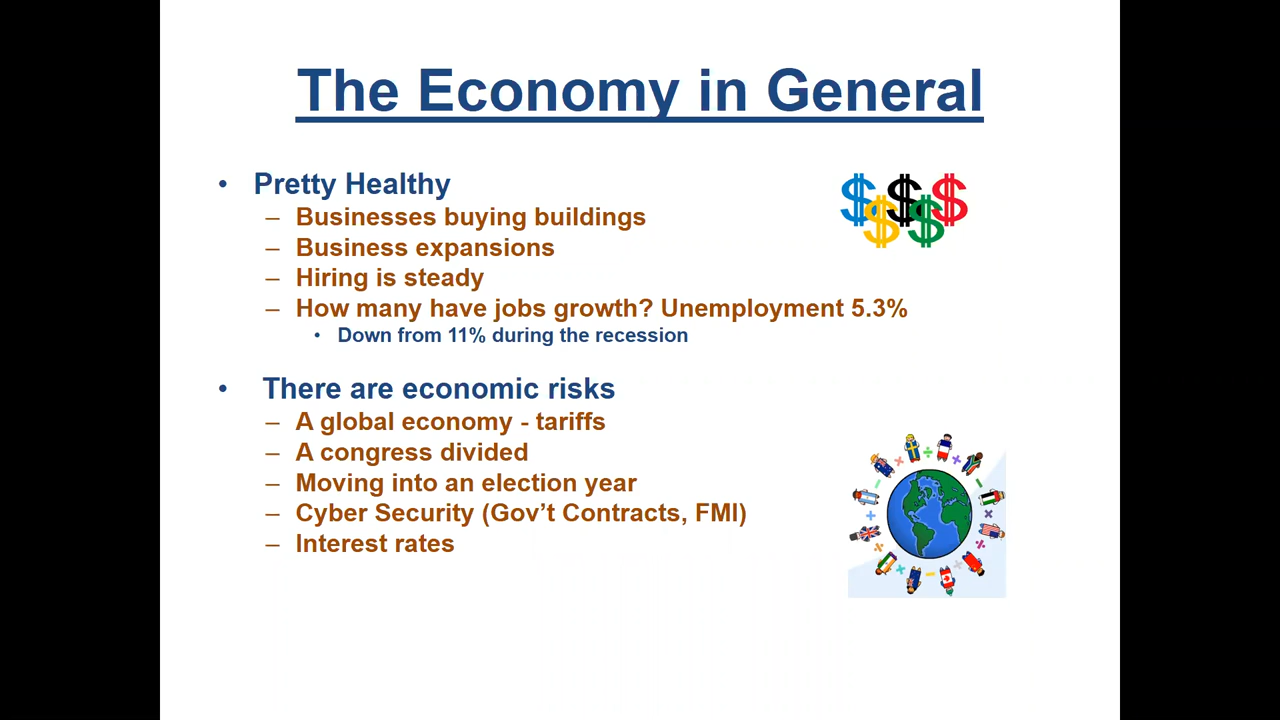 The Economy in General
• Pretty Healthy
– Businesses buying buildings
– Business expansions
– Hiring is steady
– How many have jobs growth? Unemployment 5.3%
• Down from 11% during the recession
• There are economic risks
– A global economy - tariffs
– A congress divided
– Moving into an election year
– Cyber Security (Gov’t Contracts, FMI)
– Interest rates
$ $ $ $ $